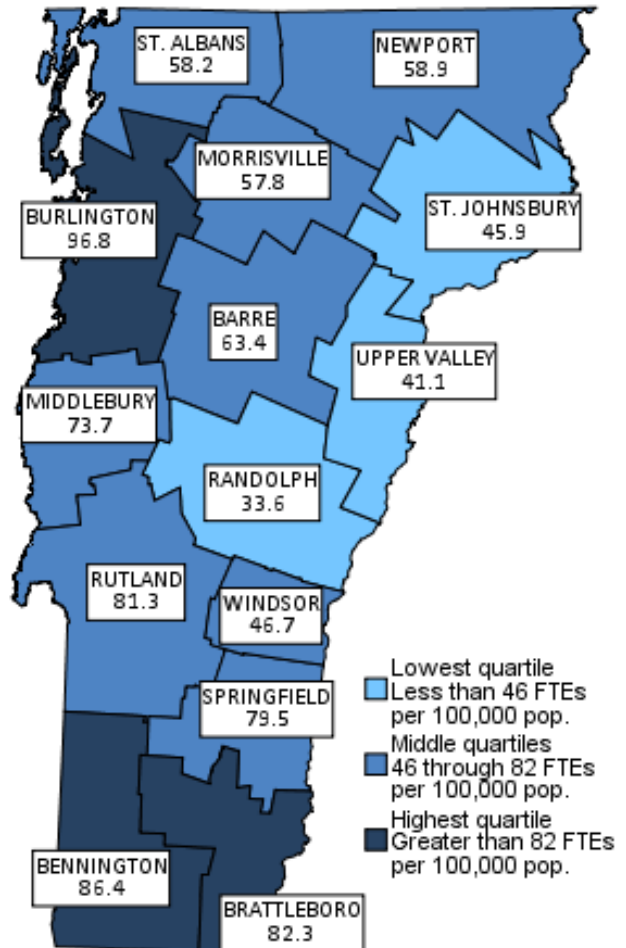 ST. ALBANS
58.2
NEWPORT
58.9
MORRISVILLE
57.8
BURLINGTON
96.8
ST. JOHNSBURY
45.9
BARRE
63.4
UPPER VALLEY
41.1
MIDDLEBURY
73.7
RANDOLPH
33.6
RUTLAND
81.3
WINDSOR
46.7
SPRINGFIELD
79.5
BENNINGTON
86.4
BRATTLEBORO
82.3
Lowest quartile
Less than 46 FTEs
per 100,000 pop.
Middle quartiles
46 through 82 FTEs
per 100,000 pop.
Highest quartile
Greater than 82 FTEs
per 100,000 pop.